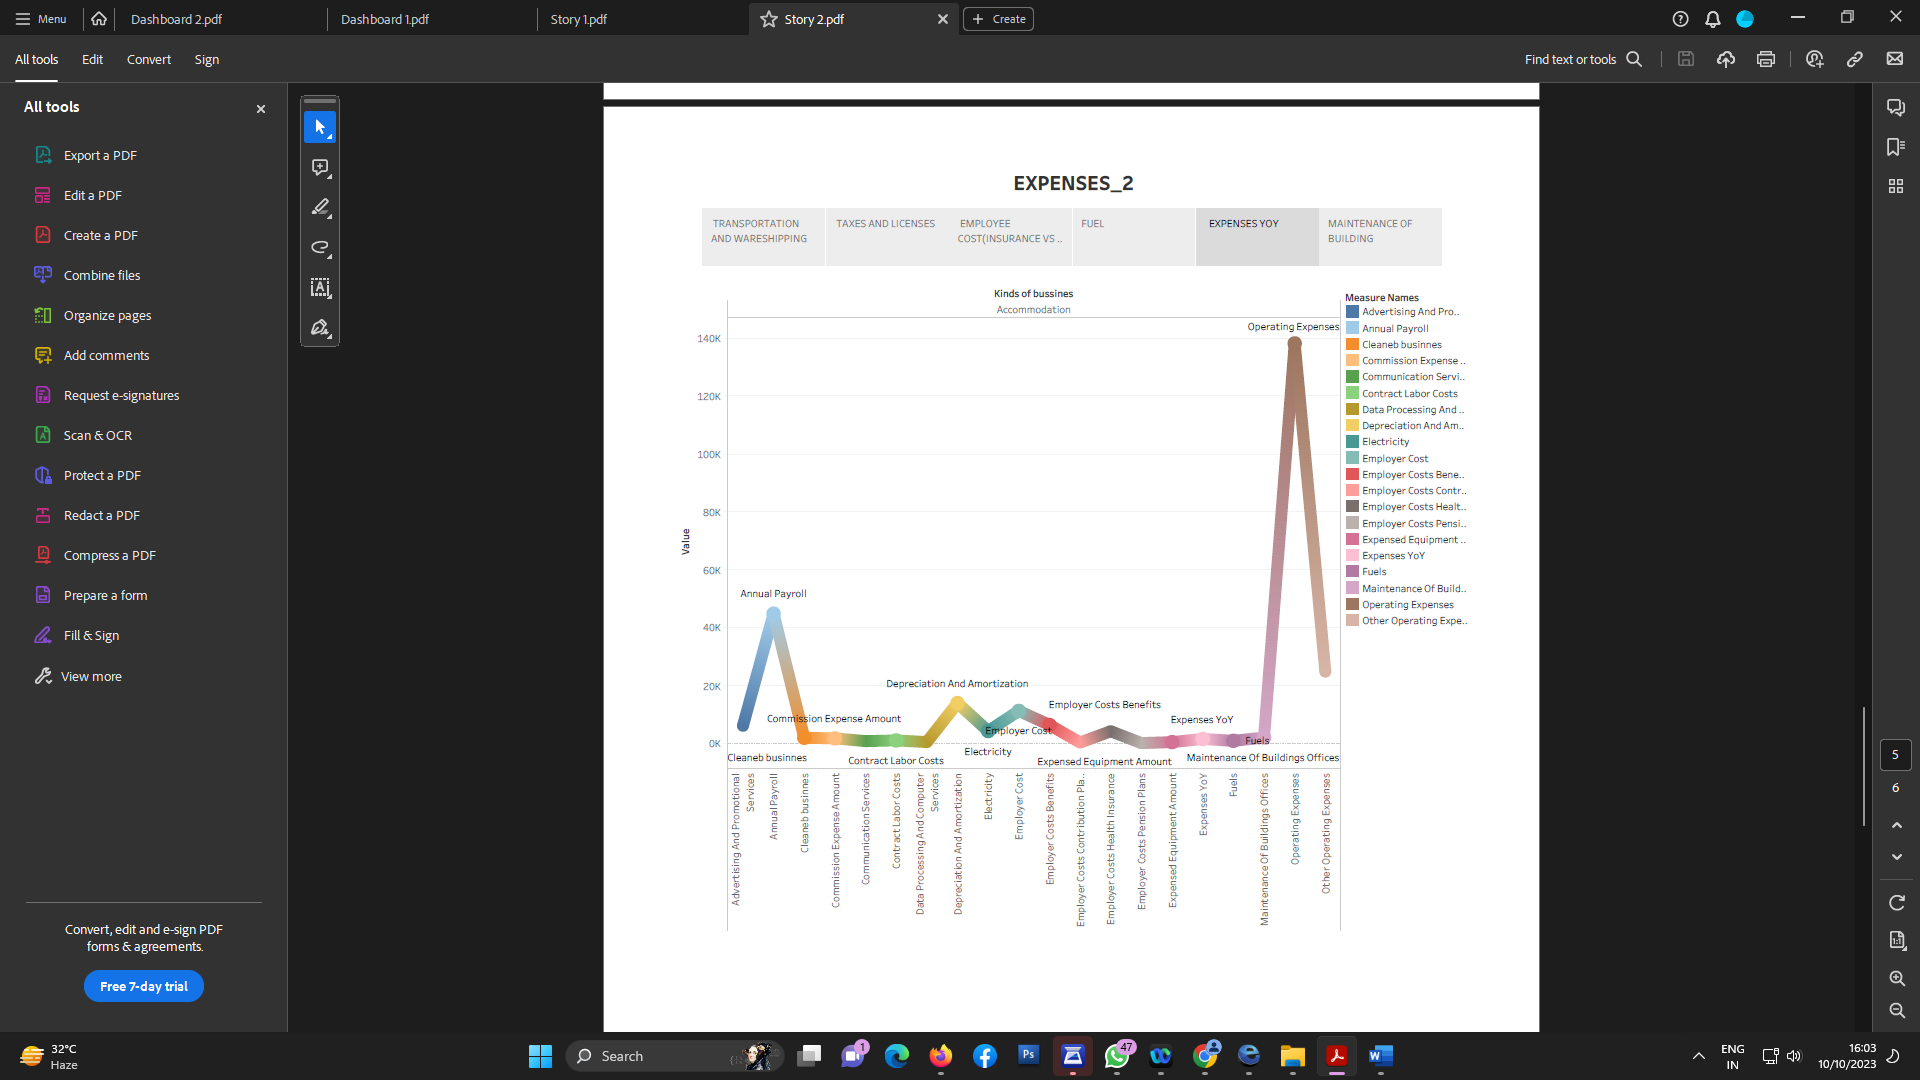 Menu
Dashboard 2.pdf
Dashboard 1.pdf
Story 1.pdf
Story 2.pdf
Create
All tools
Edit
Convert
Sign
Find text or tools
All tools
Export a PDF
Edit a PDF
Create a PDF
Combine files
Organize pages
Add comments
Request e-signatures
Scan & OCR
Protect a PDF
Redact a PDF
Compress a PDF
Prepare a form
Fill & Sign
View more
Convert, edit and e-sign PDF
forms & agreements.
Free 7-day trial
EXPENSES_2
TRANSPORTATION
AND WARESHIPPING
TAXES AND LICENSES
EMPLOYEE
COST(INSURANCE VS ..
FUEL
EXPENSES YOY
MAINTENANCE OF
BUILDING
Kinds of bussines
Accommodation
Value
140K
120K
100K
80K
60K
40K
20K
0K
Operating Expenses
Annual Payroll
Depreciation And Amortization
Employer Costs Benefits
Commission Expense Amount
Expenses YoY
Employer Cost
Fuels
Electricity
Cleaneb businnes
Contract Labor Costs
Expensed Equipment Amount
Maintenance Of Buildings Offices
Advertising And Promotional
Services
Annual Payroll
Cleaneb businnes
Commission Expense Amount
Communication Services
Contract Labor Costs
Data Processing And Computer
Services
Depreciation And Amortization
Electricity
Employer Cost
Employer Costs Benefits
Employer Costs Contribution Pla..
Employer Costs Health Insurance
Employer Costs Pension Plans
Expensed Equipment Amount
Expenses YoY
Fuels
Maintenance Of Buildings Offices
Operating Expenses
Other Operating Expenses
Measure Names
Advertising And Pro..
Annual Payroll
Cleaneb businnes
Commission Expense ..
Communication Servi..
Contract Labor Costs
Data Processing And ..
Depreciation And Am..
Electricity
Employer Cost
Employer Costs Bene..
Employer Costs Contr..
Employer Costs Healt..
Employer Costs Pensi..
Expensed Equipment ..
Expenses YoY
Fuels
Maintenance Of Build..
Operating Expenses
Other Operating Expe..
5
6
1:1
32°C
Haze
Search
1
Ps
47
W
ENG
IN
16:03
10/10/2023